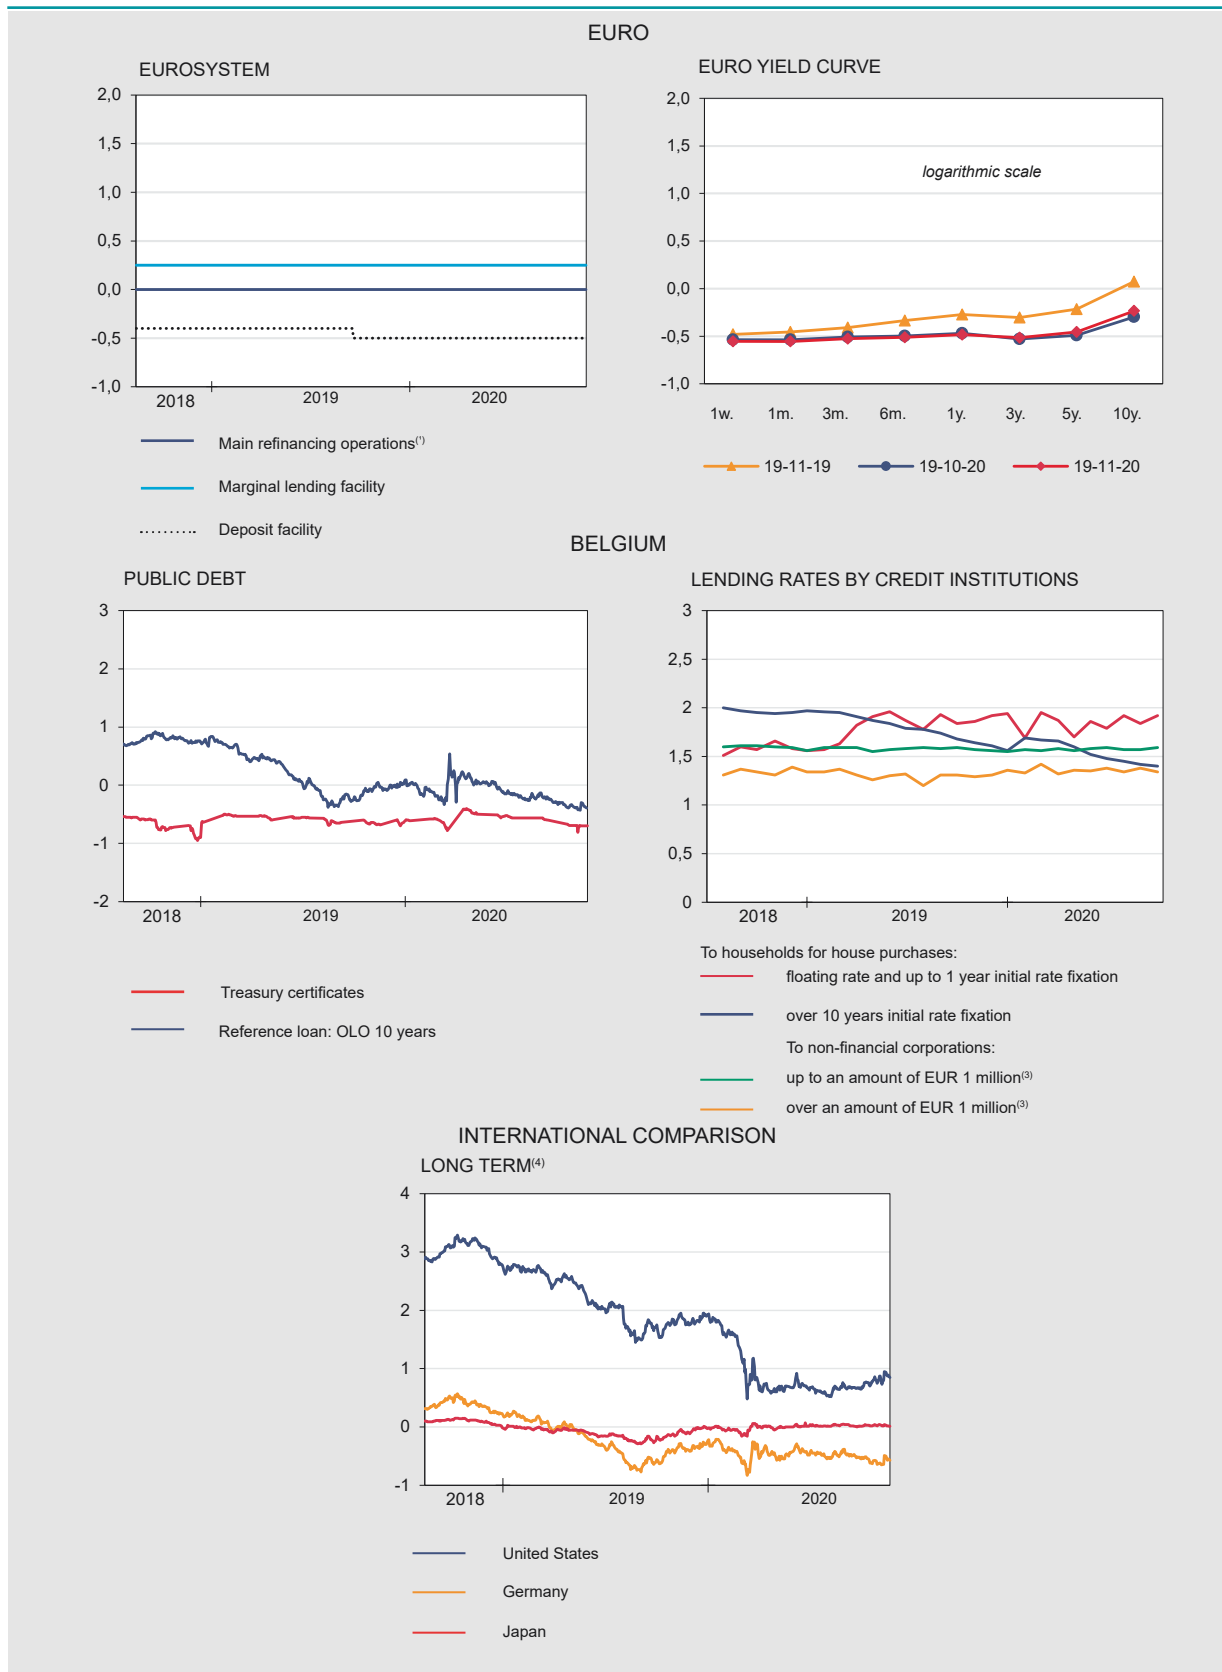 EURO
EUROSYSTEM
2,0
1,5
1,0
0,5
0,0
-0,5
-1,0
2018 2019 2020
Main refinancing operations(¹)
Marginal lending facility
Deposit facility
EURO YIELD CURVE
2,0
1,5
1,0
0,5
0,0
-0,5
-1,0
logarithmic scale
1w. 1m. 3m. 6m. 1y. 3y. 5y. 10y.
19-11-19 19-10-20 19-11-20
BELGIUM
PUBLIC DEBT
3
2
1
0
-1
-2
2018 2019 2020
Treasury certificates
Reference loan: OLO 10 years
LENDING RATES BY CREDIT INSTITUTIONS
3
2,5
2
1,5
1
0,5
0
2018 2019 2020
To households for house purchases:
floating rate and up to 1 year initial rate fixation
over 10 years initial rate fixation
To non-financial corporations:
up to an amount of EUR 1 million(3)
over an amount of EUR 1 million(3)
INTERNATIONAL COMPARISON
LONG TERM(4)
4
3
2
1
0
-1
2018 2019 2020
United States
Germany
Japan